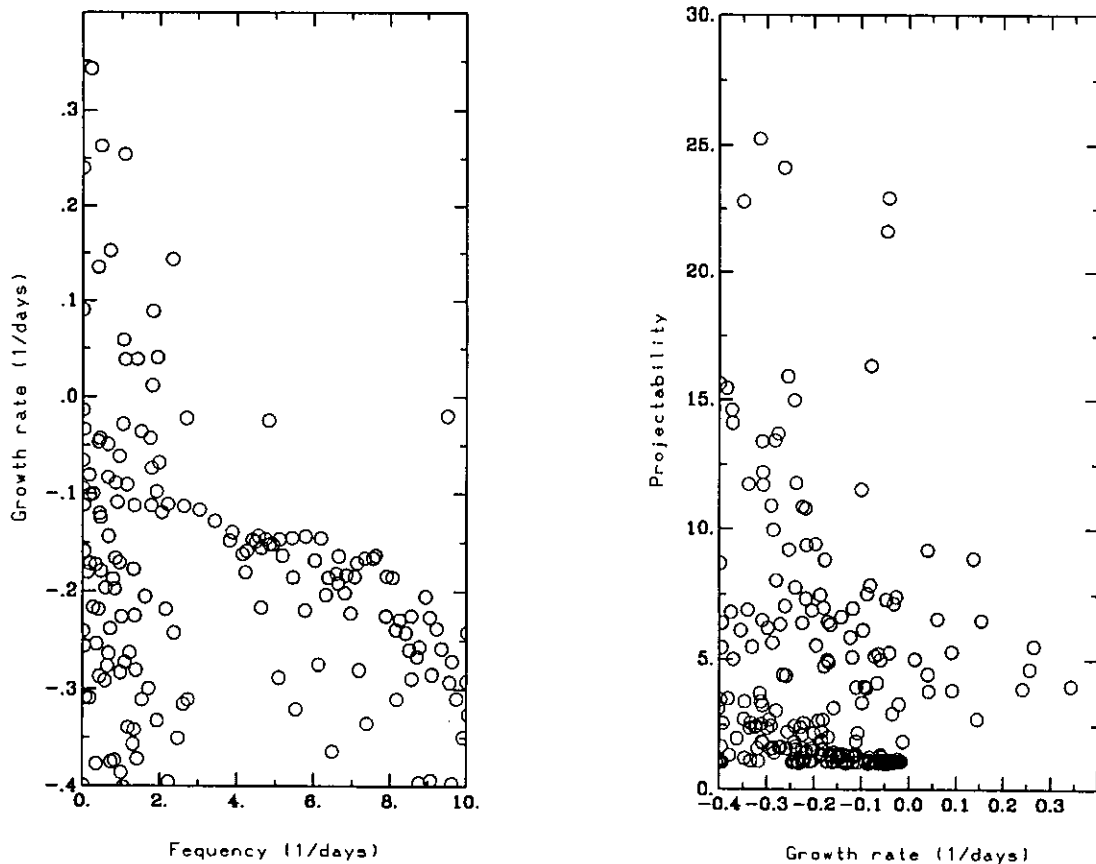 .3
.2
.1
.0
-.1
-.2
-.3
-.4
Growth rate (1/days)
0. 2. 4. 6. 8. 10.
Fequency (1/days)
30.
25.
20.
15.
10.
5.
0.
Projectability
-0.4 -0.3 -0.2 -0.1 0.0 0.1 0.2 0.3
Growth rate (1/days)